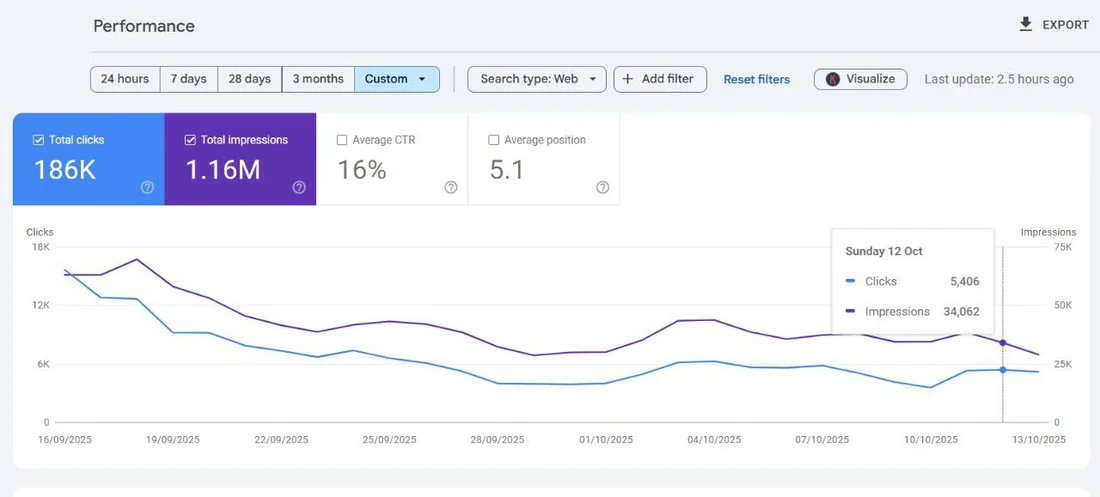 Performance
EXPORT
24 hours 7 days 28 days 3 months Custom Search type: Web + Add filter Reset filters Visualize Last update: 2.5 hours ago
Total clicks Total impressions Average CTR Average position
186K 1.16M 16% 5.1
Clicks Impressions
18K 75K
12K 50K
6K 25K
0 0
Sunday 12 Oct
Clicks 5,406
Impressions 34,062
16/09/2025 19/09/2025 22/09/2025 25/09/2025 28/09/2025 01/10/2025 04/10/2025 07/10/2025 10/10/2025 13/10/2025